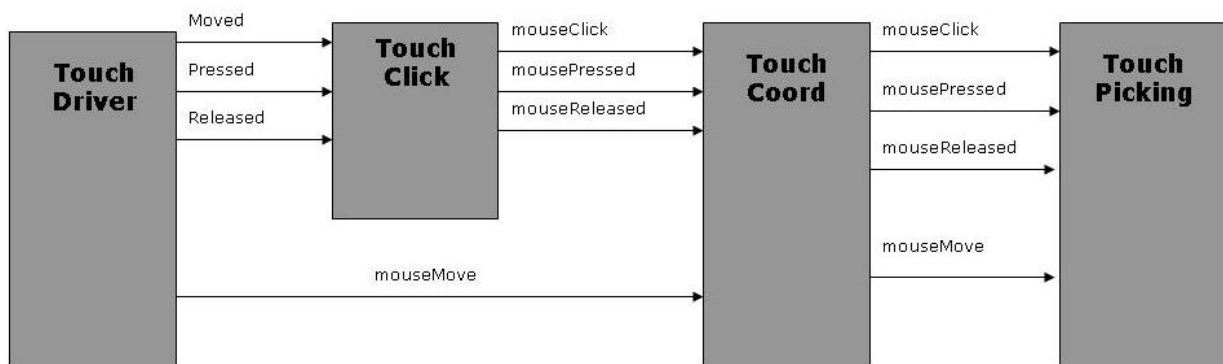 Touch
Driver
Moved
Pressed
Released
Touch
Click
mouseClick
mousePressed
mouseReleased
mouseMove
Touch
Coord
mouseClick
mousePressed
mouseReleased
mouseMove
Touch
Picking